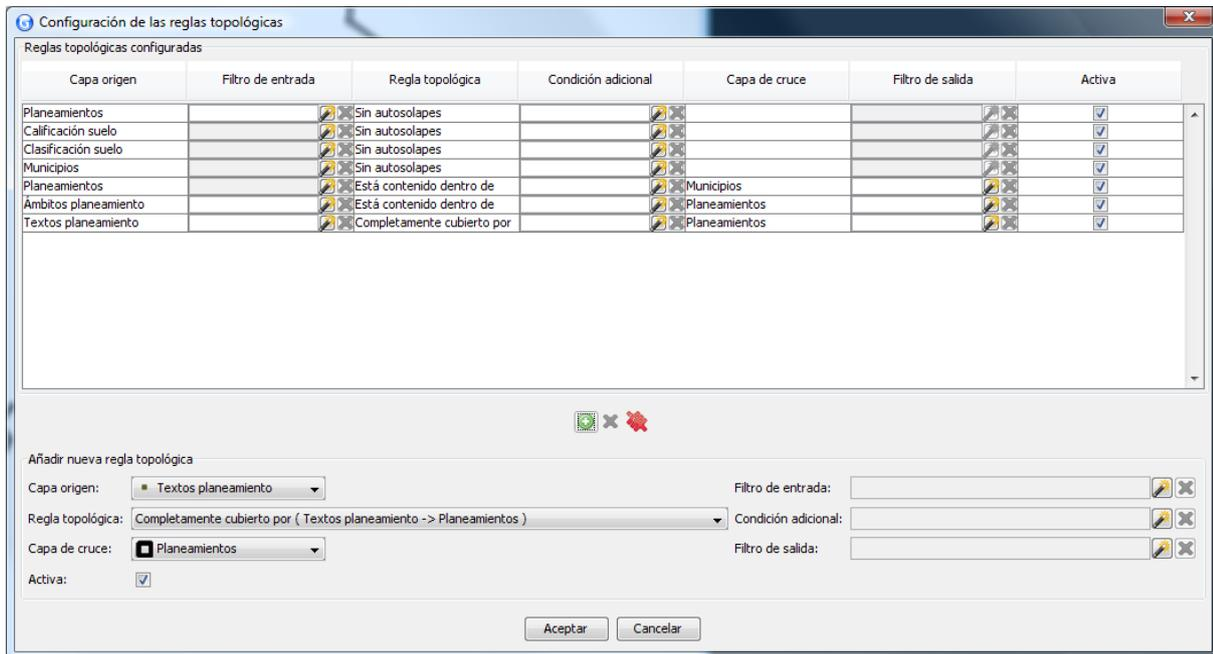 Configuración de las reglas topológicas
Reglas topológicas configuradas
Capa origen Filtro de entrada Regla topológica Condición adicional Capa de cruce Filtro de salida Activa
Planeamientos Sin autosolapes
Calificación suelo Sin autosolapes
Clasificación suelo Sin autosolapes
Municipios Sin autosolapes
Planeamientos Está contenido dentro de Municipios
Ámbitos planeamiento Está contenido dentro de Planeamientos
Textos planeamiento Completamente cubierto por Planeamientos
Añadir nueva regla topológica
Capa origen: Textos planeamiento Filtro de entrada:
Regla topológica: Completamente cubierto por ( Textos planeamiento -> Planeamientos ) Condición adicional:
Capa de cruce: Planeamientos Filtro de salida:
Activa:
Aceptar Cancelar